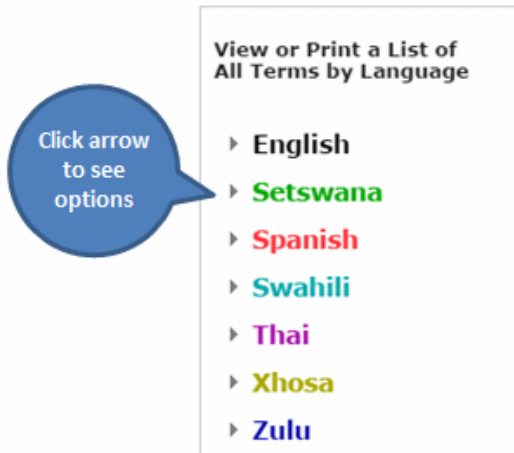 View or Print a List of
All Terms by Language
Click arrow
to see
options
English
Setswana
Spanish
Swahili
Thai
Xhosa
Zulu